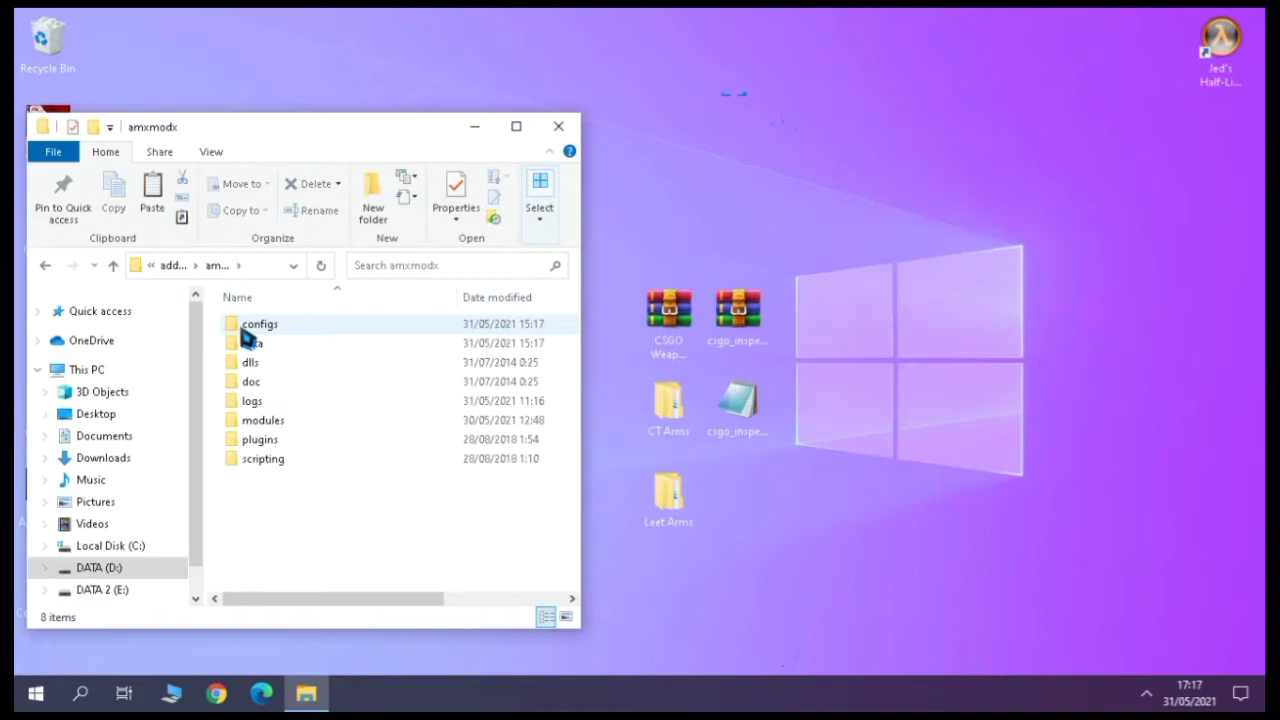 Recycle Bin
Jed's
Half-Li...
amxmodx
File
Home
Share
View
Pin to Quick
access
Copy
Paste
Move to
Copy to
Delete
Rename
New
folder
Properties
Select
Clipboard
Organize
New
Open
« add... › am... ›
Search amxmodx
Name
Date modified
Quick access
OneDrive
This PC
3D Objects
Desktop
Documents
Downloads
Music
Pictures
Videos
Local Disk (C:)
DATA (D:)
DATA 2 (E:)
configs 31/05/2021 15:17
31/05/2021 15:17
dlls 31/07/2014 0:25
doc 31/07/2014 0:25
logs 31/05/2021 11:16
modules 30/05/2021 12:48
plugins 28/08/2018 1:54
scripting 28/08/2018 1:10
8 items
CSGO
Weap...
csgo_inspe...
CT Arms
csgo_inspe...
Leet Arms
17:17
31/05/2021